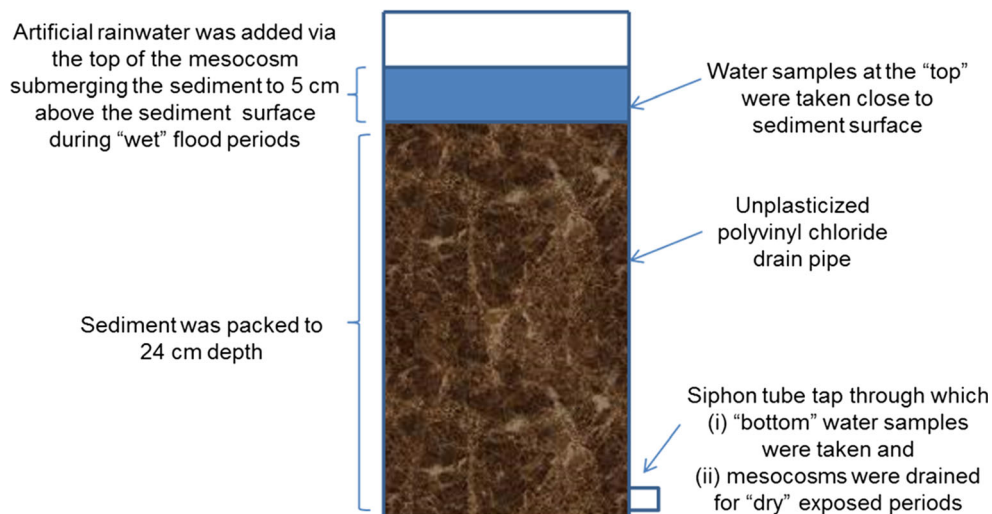 Artificial rainwater was added via
the top of the mesocosm
submerging the sediment to 5 cm
above the sediment surface
during “wet” flood periods
Water samples at the “top”
were taken close to
sediment surface
Unplasticized
polyvinyl chloride
drain pipe
Sediment was packed to
24 cm depth
Siphon tube tap through which
(i) “bottom” water samples
were taken and
(ii) mesocosms were drained
for “dry” exposed periods